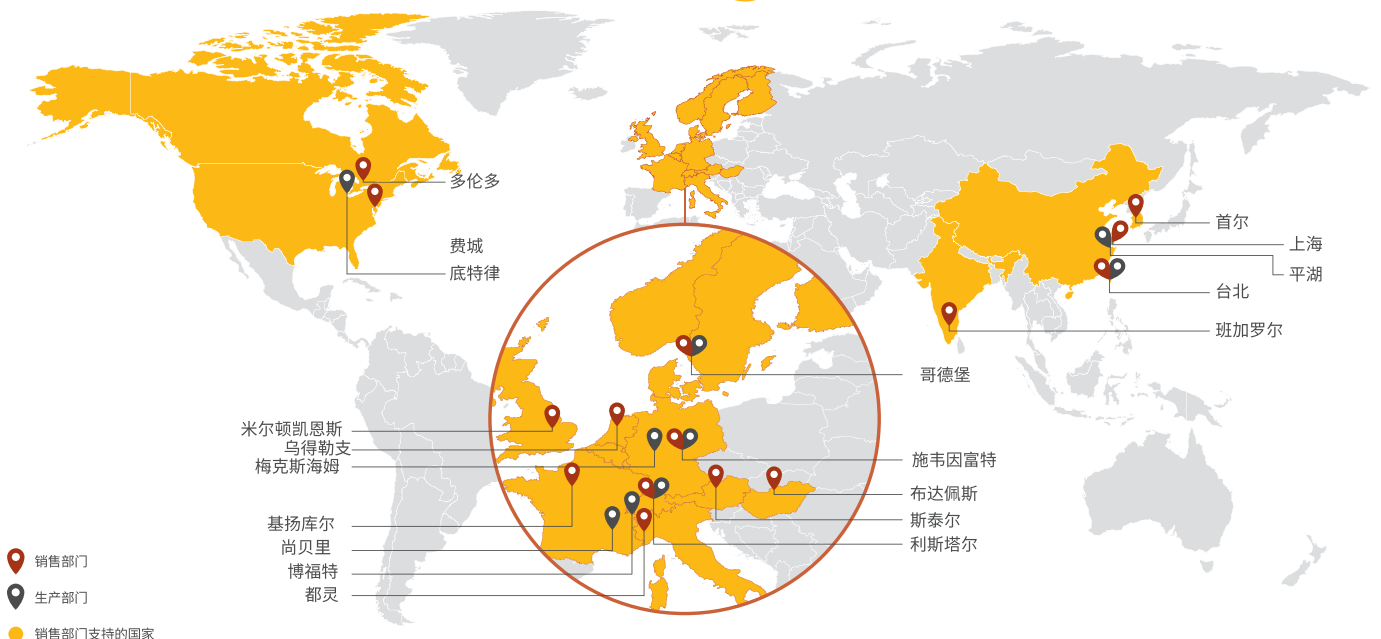 多伦多
费城
底特律
首尔
上海
平湖
台北
班加罗尔
哥德堡
米尔顿凯恩斯
乌得勒支
梅克斯海姆
基扬库尔
尚贝里
博福特
都灵
施韦因富特
布达佩斯
斯泰尔
利斯塔尔
销售部门
生产部门
销售部门支持的国家